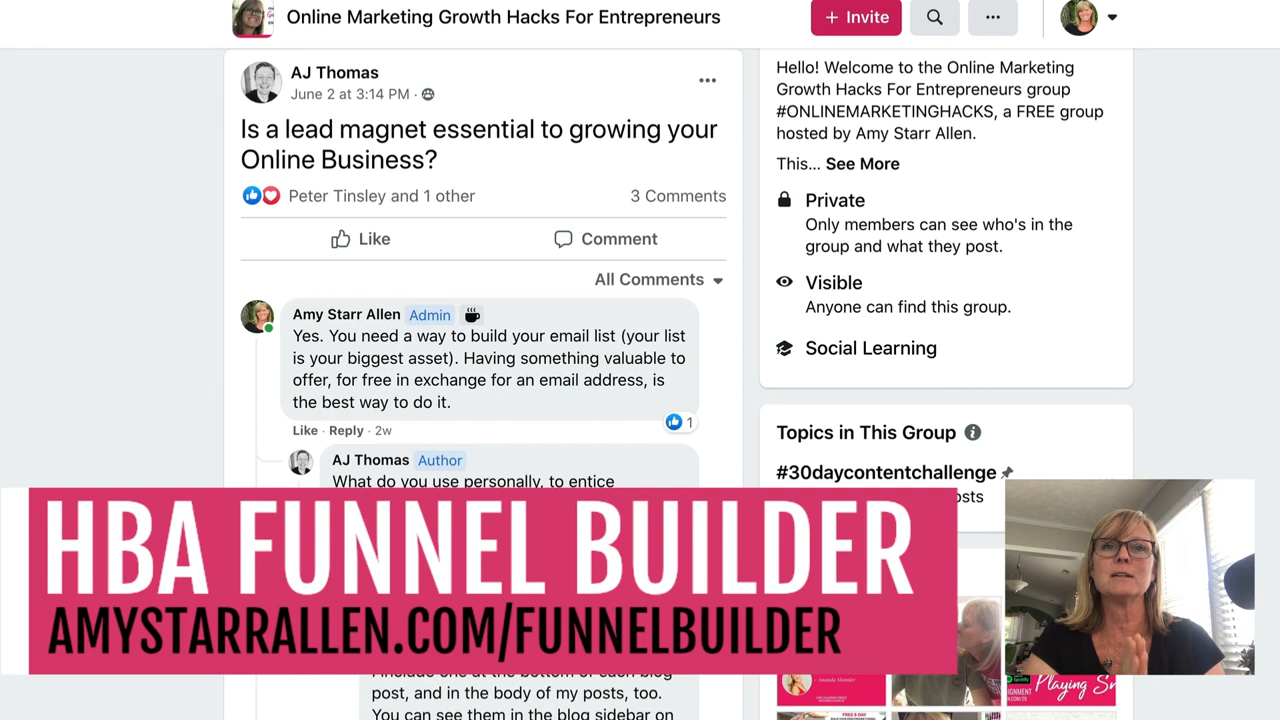 Online Marketing Growth Hacks For Entrepreneurs
+ Invite
AJ Thomas
June 2 at 3:14 PM ·
Is a lead magnet essential to growing your
Online Business?
Peter Tinsley and 1 other
3 Comments
Like
Comment
All Comments
Amy Starr Allen Admin
Yes. You need a way to build your email list (your list
is your biggest asset). Having something valuable to
offer, for free in exchange for an email address, is
the best way to do it.
1
Like · Reply · 2w
AJ Thomas Author
What do you use personally, to entice
post, and in the body of my posts, too.
You can see them in the blog sidebar on
Hello! Welcome to the Online Marketing
Growth Hacks For Entrepreneurs group
#ONLINEMARKETINGHACKS, a FREE group
hosted by Amy Starr Allen.
This... See More
Private
Only members can see who's in the
group and what they post.
Visible
Anyone can find this group.
Social Learning
Topics in This Group
#30daycontentchallenge
HBA FUNNEL BUILDER
AMYSTARRALLEN.COM/FUNNELBUILDER
Playing